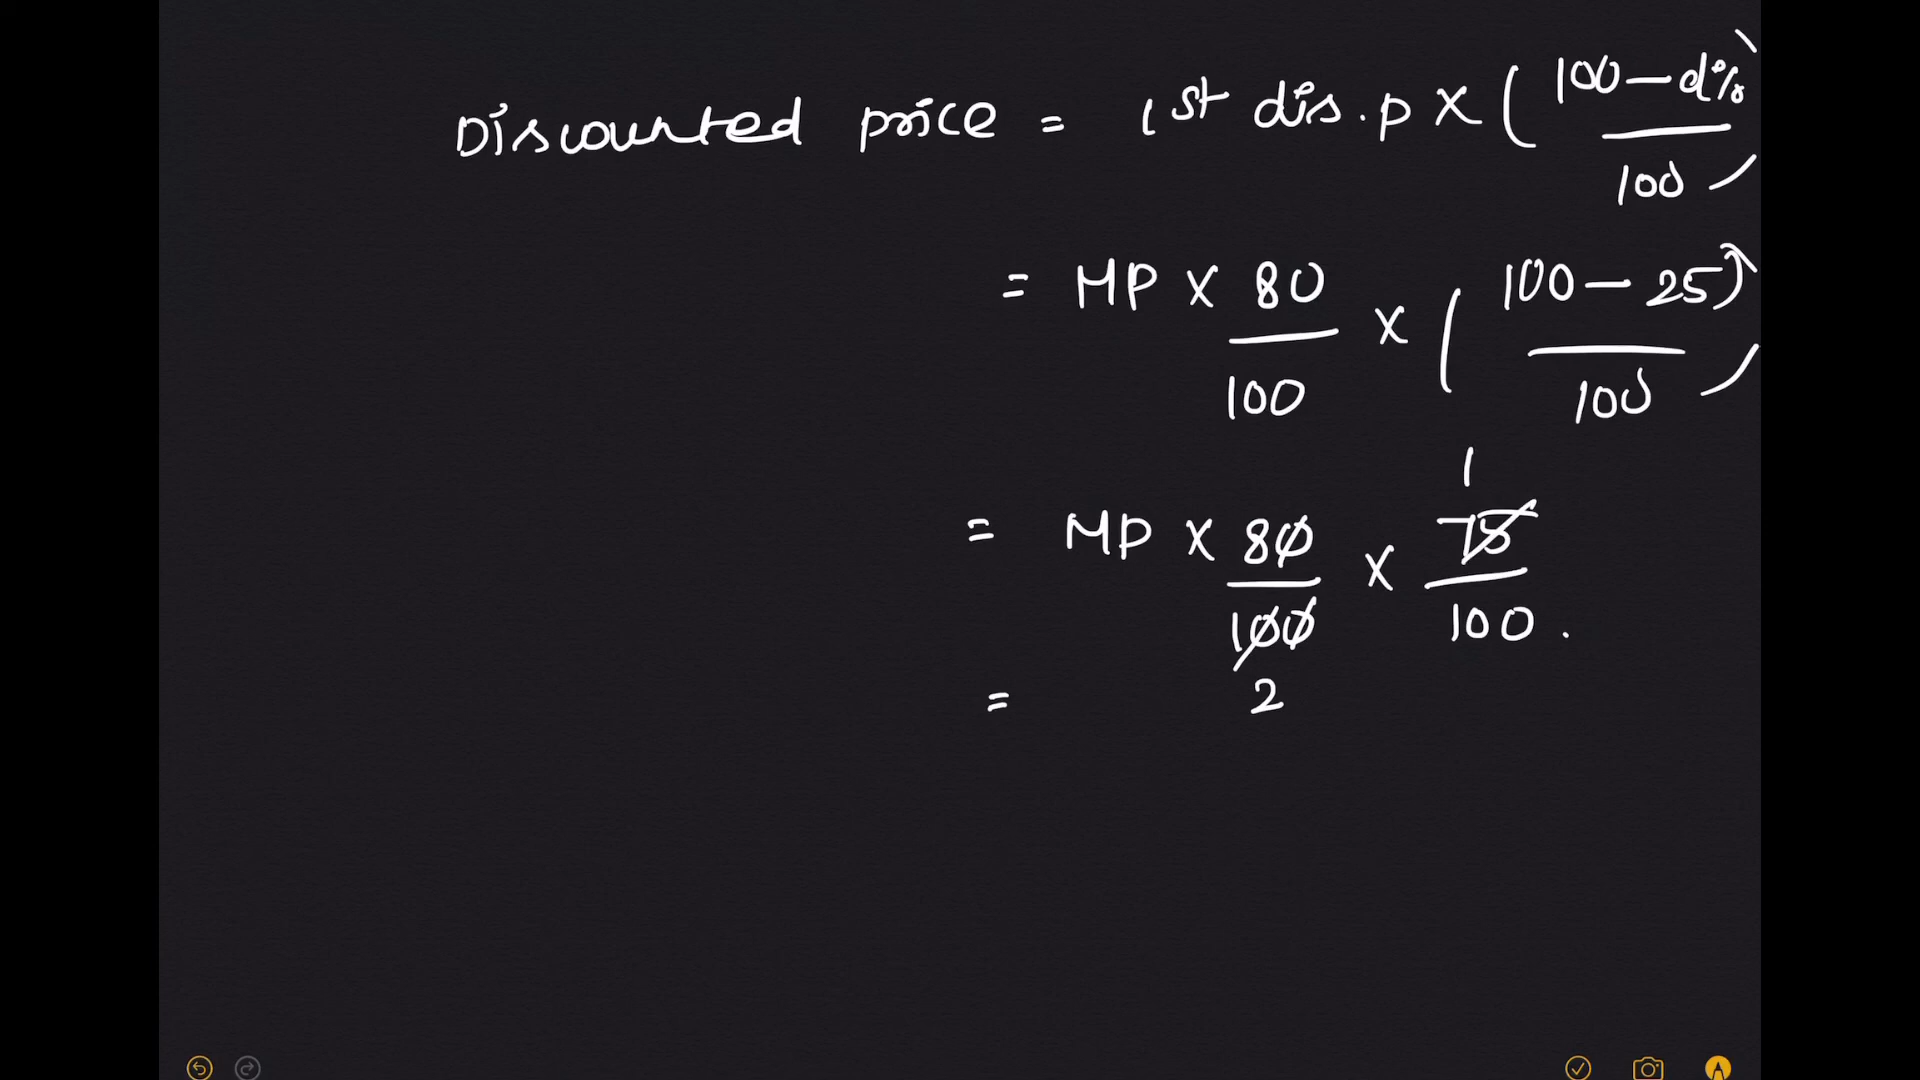 Discounted price = 1st dis.p x (100-d%/100)
= MP x 80/100 x (100-25)/100)
1
= MP x 80/100 x 75/100 .
= 2